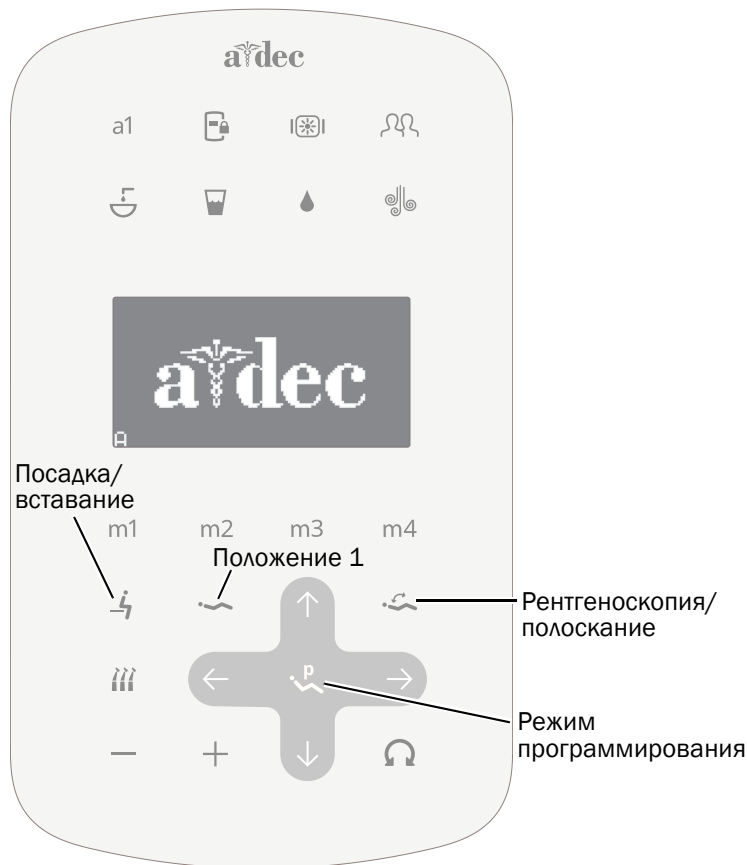 a dec
a1
a dec
A
Посадка/
вставание
m1 m2 m3 m4
Положение 1
Рентгеноскопия/
полоскание
p
Режим
программирования